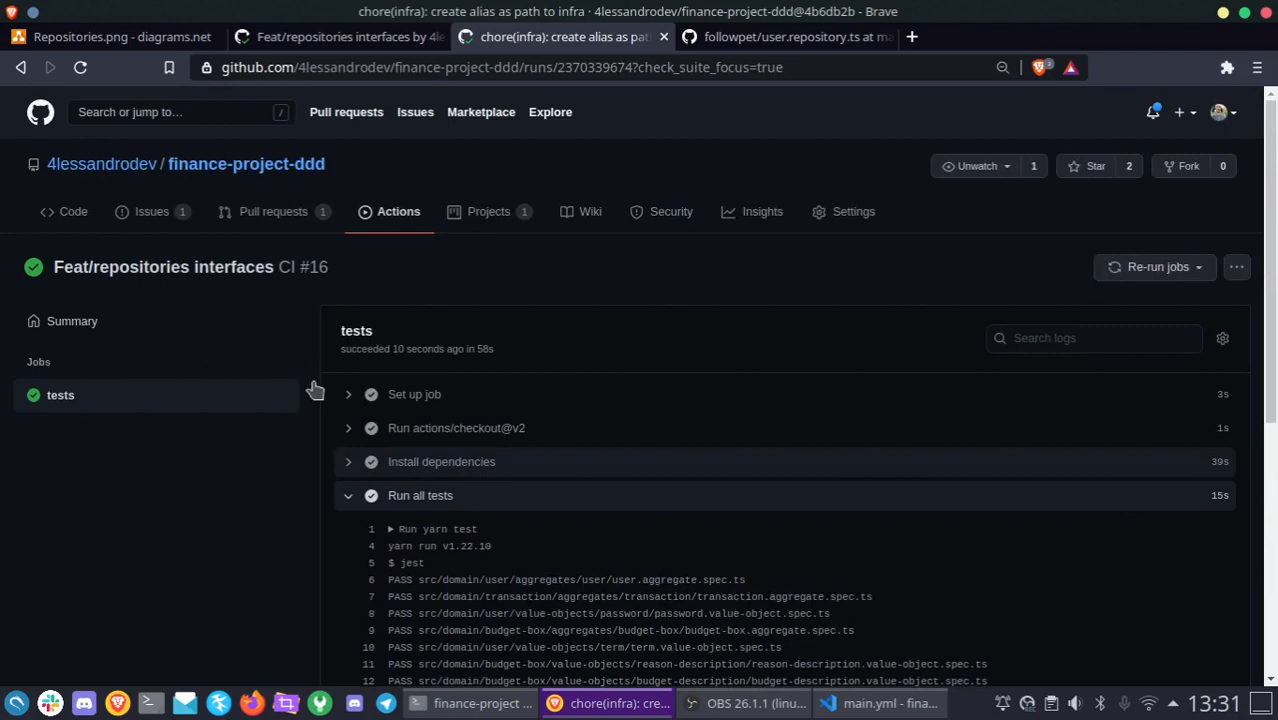 chore(infra): create alias as path to infra · 4lessandrodev/finance-project-ddd@4b6db2b - Brave
Repositories.png - diagrams.net
Feat/repositories interfaces by 4le
chore(infra): create alias as pat
followpet/user.repository.ts at ma
github.com/4lessandrodev/finance-project-ddd/runs/2370339674?check_suite_focus=true
2
Search or jump to…
/
Pull requests
Issues
Marketplace
Explore
4lessandrodev / finance-project-ddd
Unwatch
1
Star
2
Fork
0
Code
Issues 1
Pull requests 1
Actions
Projects 1
Wiki
Security
Insights
Settings
Feat/repositories interfaces CI #16
Re-run jobs
Summary
Jobs
tests
tests
succeeded 10 seconds ago in 58s
Search logs
Set up job 3s
Run actions/checkout@v2 1s
Install dependencies 39s
Run all tests 15s
1 Run yarn test
4 yarn run v1.22.10
5 $ jest
6 PASS src/domain/user/aggregates/user/user.aggregate.spec.ts
7 PASS src/domain/transaction/aggregates/transaction/transaction.aggregate.spec.ts
8 PASS src/domain/user/value-objects/password/password.value-object.spec.ts
9 PASS src/domain/budget-box/aggregates/budget-box/budget-box.aggregate.spec.ts
10 PASS src/domain/user/value-objects/term/term.value-object.spec.ts
11 PASS src/domain/budget-box/value-objects/reason-description/reason-description.value-object.spec.ts
12 PASS src/domain/budget-box/value-objects/budget-description/budget-description.value-object.spec.ts
finance-project ...
chore(infra): cre...
OBS 26.1.1 (linu...
main.yml - fina...
13:31